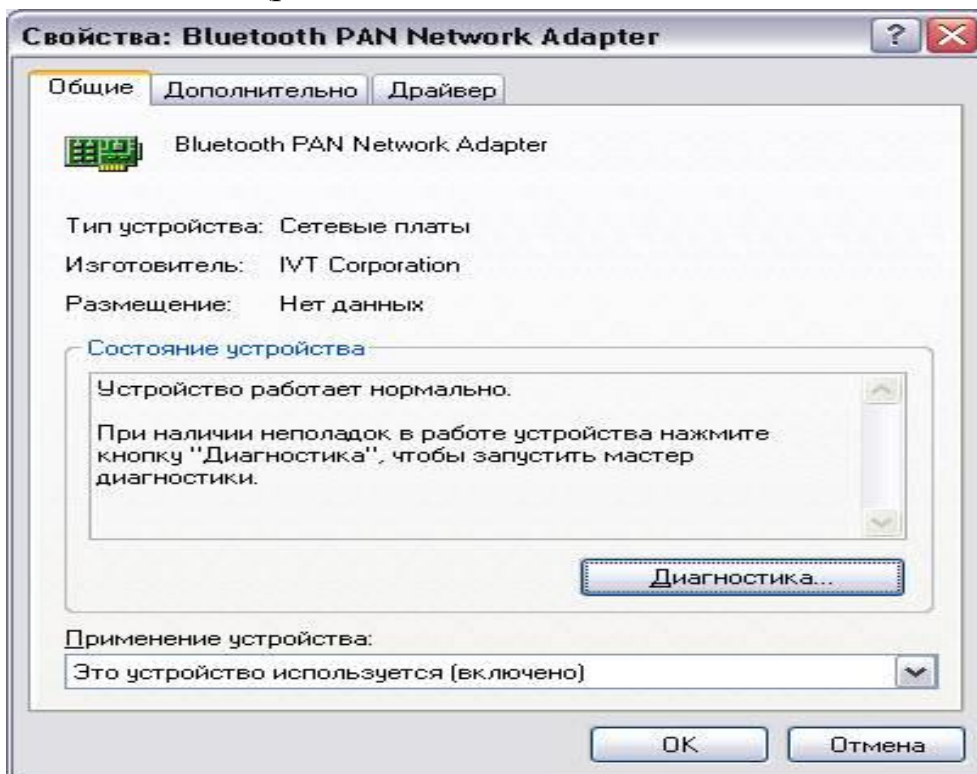 Свойства: Bluetooth PAN Network Adapter
Общие Дополнительно Драйвер
Bluetooth PAN Network Adapter
Тип устройства: Сетевые платы
Изготовитель: IVT Corporation
Размещение: Нет данных
Состояние устройства
Устройство работает нормально.
При наличии неполадок в работе устройства нажмите
кнопку "Диагностика", чтобы запустить мастер
диагностики.
Диагностика...
Применение устройства:
Это устройство используется (включено)
OK Отмена